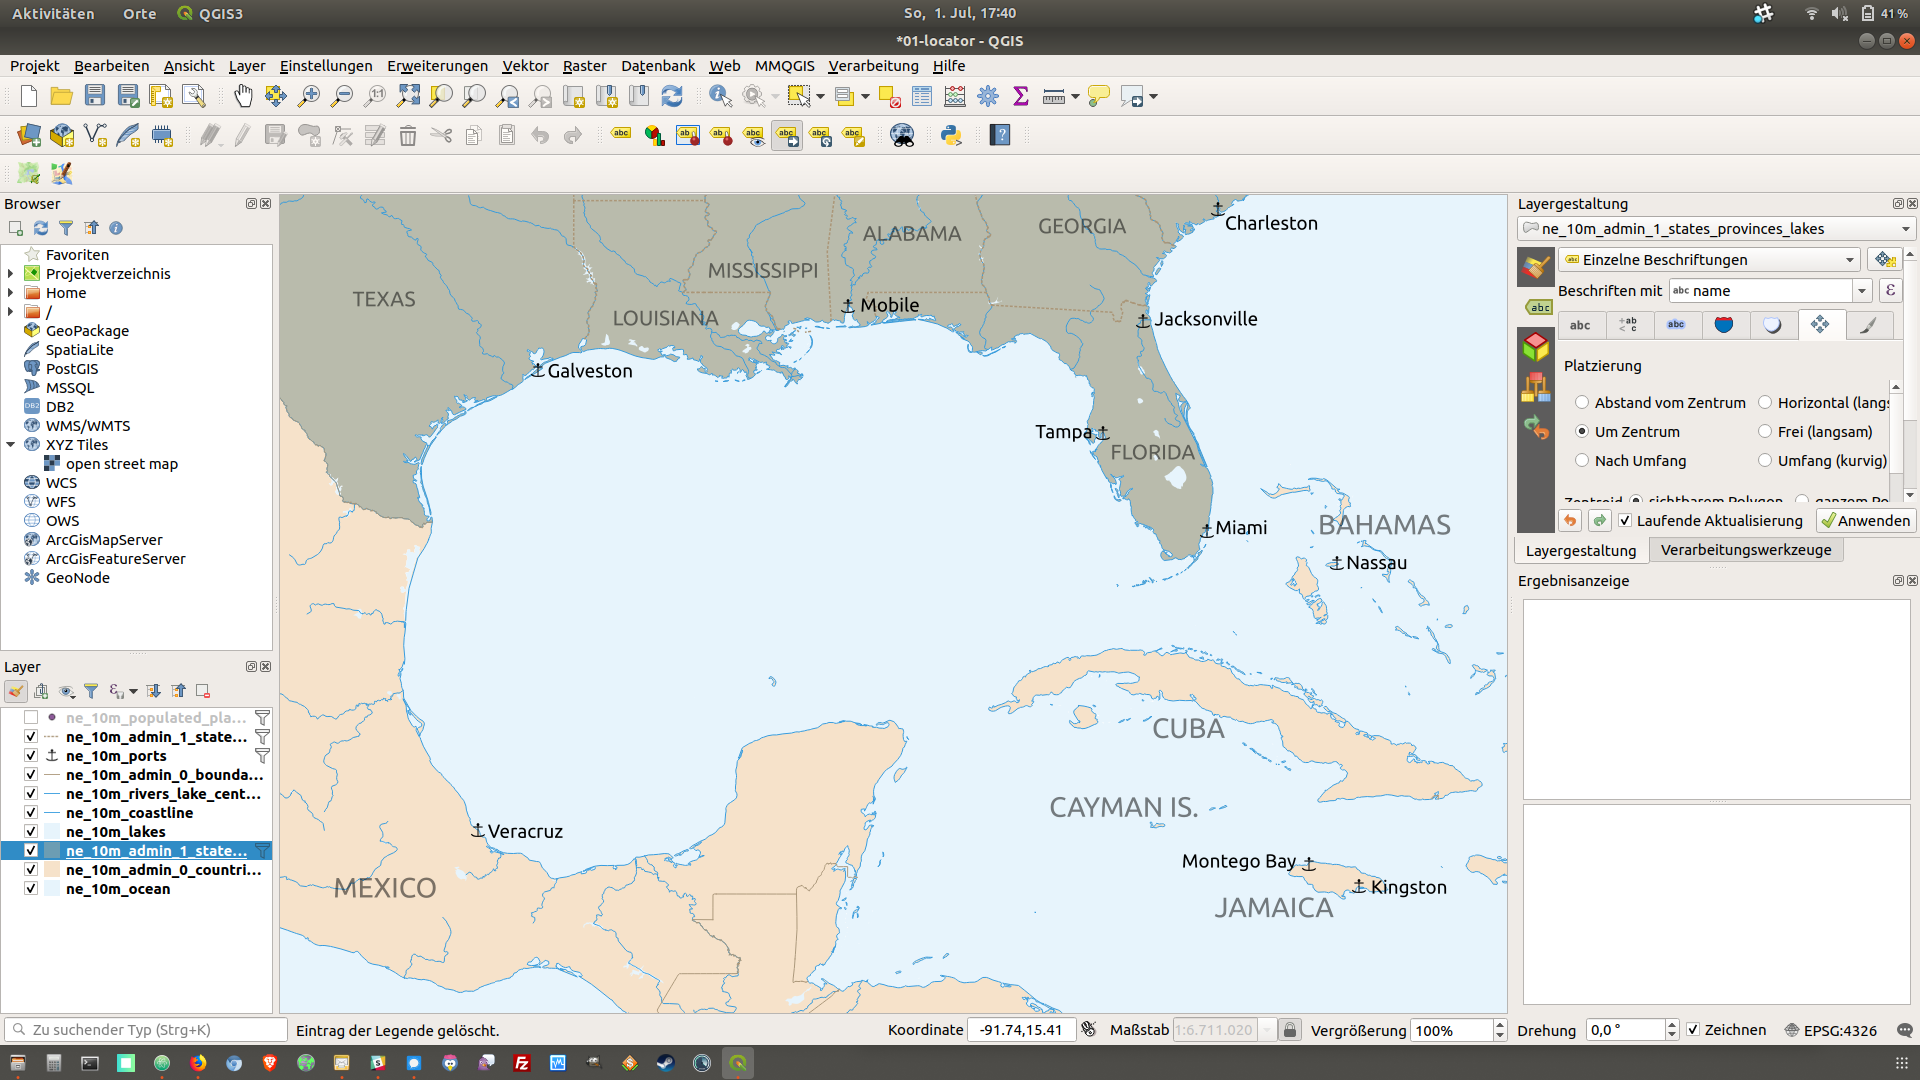 Aktivitäten Orte QGIS3 So, 1. Jul, 17:40 41 %
*01-locator - QGIS
Projekt Bearbeiten Ansicht Layer Einstellungen Erweiterungen Vektor Raster Datenbank Web MMQGIS Verarbeitung Hilfe
Browser
Favoriten
Projektverzeichnis
Home
/
GeoPackage
SpatiaLite
PostGIS
MSSQL
DB2
WMS/WMTS
XYZ Tiles
open street map
WCS
WFS
OWS
ArcGisMapServer
ArcGisFeatureServer
GeoNode
Layer
ne_10m_populated_pla...
ne_10m_admin_1_state...
ne_10m_ports
ne_10m_admin_0_bounda...
ne_10m_rivers_lake_cent...
ne_10m_coastline
ne_10m_lakes
ne_10m_admin_1_state...
ne_10m_admin_0_countri...
ne_10m_ocean
Charleston
GEORGIA
ALABAMA
MISSISSIPPI
TEXAS
Mobile
LOUISIANA
Jacksonville
Galveston
Tampa
FLORIDA
Miami
BAHAMAS
Nassau
CUBA
CAYMAN IS.
Veracruz
Montego Bay
MEXICO
Kingston
JAMAICA
Layergestaltung
ne_10m_admin_1_states_provinces_lakes
Einzelne Beschriftungen
Beschriften mit abc name ε
Platzierung
Abstand vom Zentrum Horizontal (langs
Um Zentrum Frei (langsam)
Nach Umfang Umfang (kurvig)
Zentroid sichtbarem Polygon ganzem Po
Laufende Aktualisierung Anwenden
Layergestaltung Verarbeitungswerkzeuge
Ergebnisanzeige
Zu suchender Typ (Strg+K) Eintrag der Legende gelöscht. Koordinate -91.74,15.41 Maßstab 1:6.711.020 Vergrößerung 100% Drehung 0,0 ° Zeichnen EPSG:4326